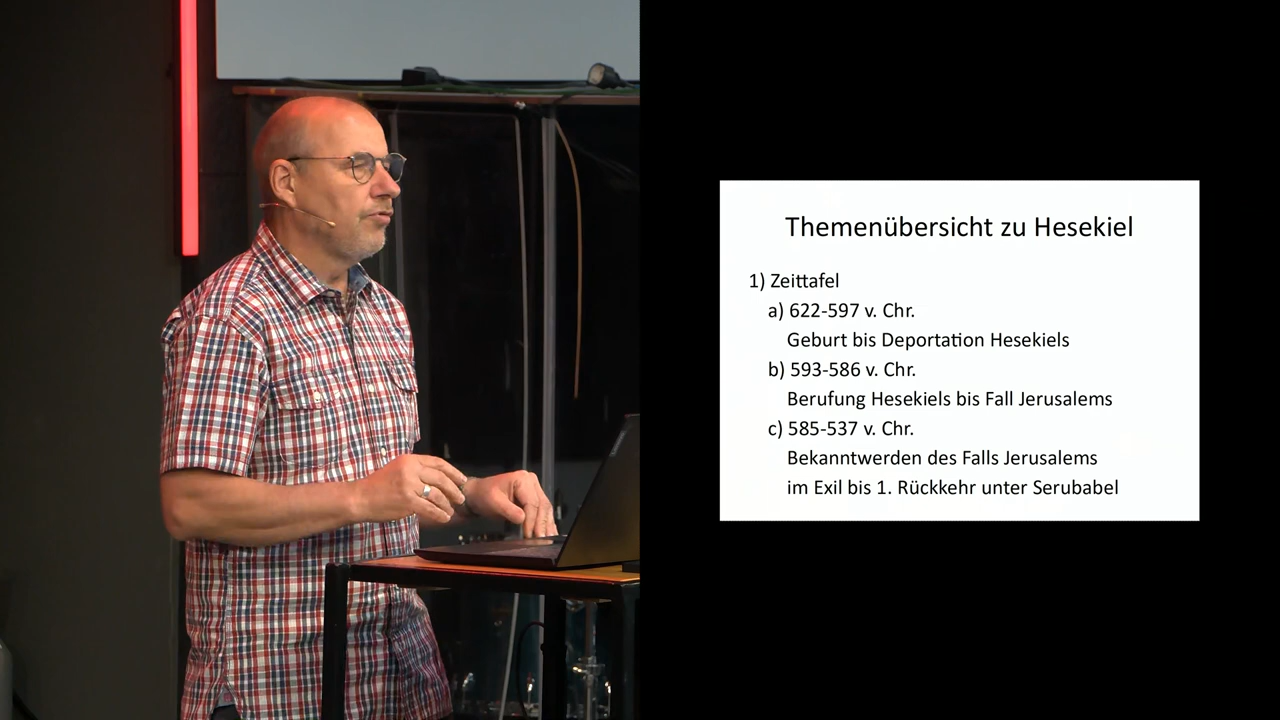 Themenübersicht zu Hesekiel
1) Zeittafel
a) 622-597 v. Chr.
Geburt bis Deportation Hesekiels
b) 593-586 v. Chr.
Berufung Hesekiels bis Fall Jerusalems
c) 585-537 v. Chr.
Bekanntwerden des Falls Jerusalems
im Exil bis 1. Rückkehr unter Serubabel